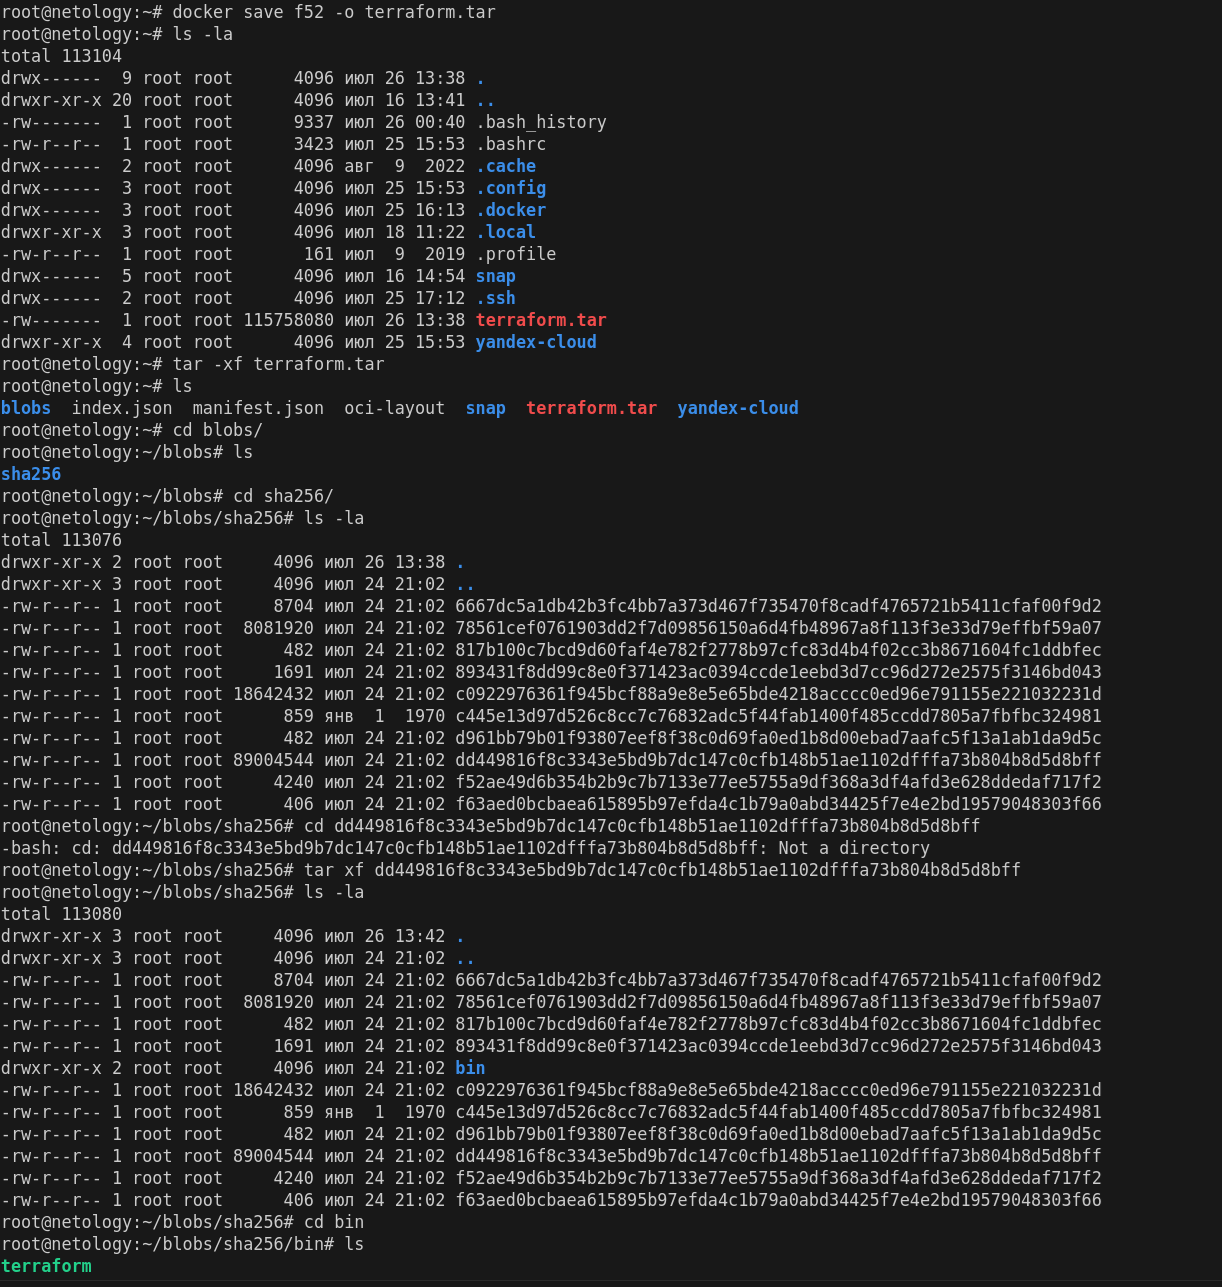 root@netology:~# docker save f52 -o terraform.tar
root@netology:~# ls -la
total 113104
drwx------  9 root root      4096 июл 26 13:38 .
drwxr-xr-x 20 root root      4096 июл 16 13:41 ..
-rw-------  1 root root      9337 июл 26 00:40 .bash_history
-rw-r--r--  1 root root      3423 июл 25 15:53 .bashrc
drwx------  2 root root      4096 авг  9  2022 .cache
drwx------  3 root root      4096 июл 25 15:53 .config
drwx------  3 root root      4096 июл 25 16:13 .docker
drwxr-xr-x  3 root root      4096 июл 18 11:22 .local
-rw-r--r--  1 root root       161 июл  9  2019 .profile
drwx------  5 root root      4096 июл 16 14:54 snap
drwx------  2 root root      4096 июл 25 17:12 .ssh
-rw-------  1 root root 115758080 июл 26 13:38 terraform.tar
drwxr-xr-x  4 root root      4096 июл 25 15:53 yandex-cloud
root@netology:~# tar -xf terraform.tar
root@netology:~# ls
blobs  index.json  manifest.json  oci-layout  snap  terraform.tar  yandex-cloud
root@netology:~# cd blobs/
root@netology:~/blobs# ls
sha256
root@netology:~/blobs# cd sha256/
root@netology:~/blobs/sha256# ls -la
total 113076
drwxr-xr-x 2 root root     4096 июл 26 13:38 .
drwxr-xr-x 3 root root     4096 июл 24 21:02 ..
-rw-r--r-- 1 root root     8704 июл 24 21:02 6667dc5a1db42b3fc4bb7a373d467f735470f8cadf4765721b5411cfaf00f9d2
-rw-r--r-- 1 root root  8081920 июл 24 21:02 78561cef0761903dd2f7d09856150a6d4fb48967a8f113f3e33d79effbf59a07
-rw-r--r-- 1 root root      482 июл 24 21:02 817b100c7bcd9d60faf4e782f2778b97cfc83d4b4f02cc3b8671604fc1ddbfec
-rw-r--r-- 1 root root     1691 июл 24 21:02 893431f8dd99c8e0f371423ac0394ccde1eebd3d7cc96d272e2575f3146bd043
-rw-r--r-- 1 root root 18642432 июл 24 21:02 c0922976361f945bcf88a9e8e5e65bde4218acccc0ed96e791155e221032231d
-rw-r--r-- 1 root root      859 янв  1  1970 c445e13d97d526c8cc7c76832adc5f44fab1400f485ccdd7805a7fbfbc324981
-rw-r--r-- 1 root root      482 июл 24 21:02 d961bb79b01f93807eef8f38c0d69fa0ed1b8d00ebad7aafc5f13a1ab1da9d5c
-rw-r--r-- 1 root root 89004544 июл 24 21:02 dd449816f8c3343e5bd9b7dc147c0cfb148b51ae1102dfffa73b804b8d5d8bff
-rw-r--r-- 1 root root     4240 июл 24 21:02 f52ae49d6b354b2b9c7b7133e77ee5755a9df368a3df4afd3e628ddedaf717f2
-rw-r--r-- 1 root root      406 июл 24 21:02 f63aed0bcbaea615895b97efda4c1b79a0abd34425f7e4e2bd19579048303f66
root@netology:~/blobs/sha256# cd dd449816f8c3343e5bd9b7dc147c0cfb148b51ae1102dfffa73b804b8d5d8bff
-bash: cd: dd449816f8c3343e5bd9b7dc147c0cfb148b51ae1102dfffa73b804b8d5d8bff: Not a directory
root@netology:~/blobs/sha256# tar xf dd449816f8c3343e5bd9b7dc147c0cfb148b51ae1102dfffa73b804b8d5d8bff
root@netology:~/blobs/sha256# ls -la
total 113080
drwxr-xr-x 3 root root     4096 июл 26 13:42 .
drwxr-xr-x 3 root root     4096 июл 24 21:02 ..
-rw-r--r-- 1 root root     8704 июл 24 21:02 6667dc5a1db42b3fc4bb7a373d467f735470f8cadf4765721b5411cfaf00f9d2
-rw-r--r-- 1 root root  8081920 июл 24 21:02 78561cef0761903dd2f7d09856150a6d4fb48967a8f113f3e33d79effbf59a07
-rw-r--r-- 1 root root      482 июл 24 21:02 817b100c7bcd9d60faf4e782f2778b97cfc83d4b4f02cc3b8671604fc1ddbfec
-rw-r--r-- 1 root root     1691 июл 24 21:02 893431f8dd99c8e0f371423ac0394ccde1eebd3d7cc96d272e2575f3146bd043
drwxr-xr-x 2 root root     4096 июл 24 21:02 bin
-rw-r--r-- 1 root root 18642432 июл 24 21:02 c0922976361f945bcf88a9e8e5e65bde4218acccc0ed96e791155e221032231d
-rw-r--r-- 1 root root      859 янв  1  1970 c445e13d97d526c8cc7c76832adc5f44fab1400f485ccdd7805a7fbfbc324981
-rw-r--r-- 1 root root      482 июл 24 21:02 d961bb79b01f93807eef8f38c0d69fa0ed1b8d00ebad7aafc5f13a1ab1da9d5c
-rw-r--r-- 1 root root 89004544 июл 24 21:02 dd449816f8c3343e5bd9b7dc147c0cfb148b51ae1102dfffa73b804b8d5d8bff
-rw-r--r-- 1 root root     4240 июл 24 21:02 f52ae49d6b354b2b9c7b7133e77ee5755a9df368a3df4afd3e628ddedaf717f2
-rw-r--r-- 1 root root      406 июл 24 21:02 f63aed0bcbaea615895b97efda4c1b79a0abd34425f7e4e2bd19579048303f66
root@netology:~/blobs/sha256# cd bin
root@netology:~/blobs/sha256/bin# ls
terraform